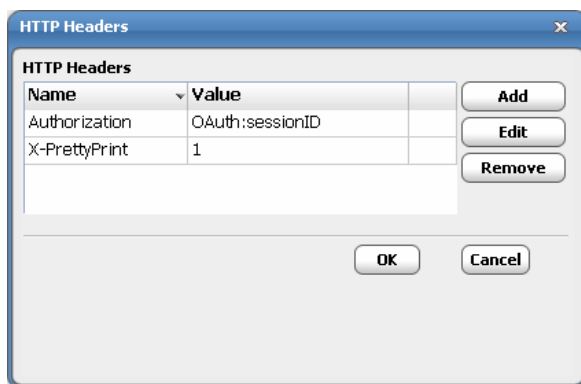 HTTP Headers x
HTTP Headers
Name Value Add
Authorization OAuth:sessionID Edit
X-PrettyPrint 1 Remove
OK Cancel